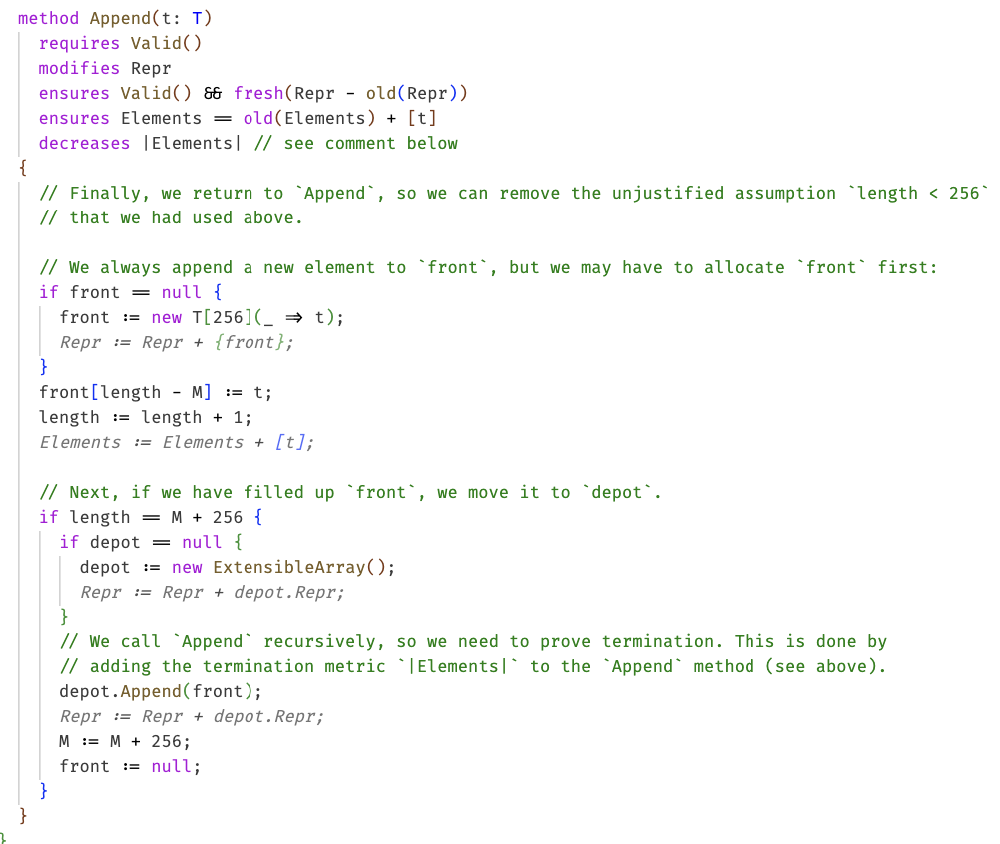 method Append(t: T)
requires Valid()
modifies Repr
ensures Valid() && fresh(Repr - old(Repr))
ensures Elements == old(Elements) + [t]
decreases |Elements| // see comment below
{
// Finally, we return to `Append`, so we can remove the unjustified assumption `length < 256`
// that we had used above.
// We always append a new element to `front`, but we may have to allocate `front` first:
if front == null {
front := new T[256](_ => t);
Repr := Repr + {front};
}
front[length - M] := t;
length := length + 1;
Elements := Elements + [t];
// Next, if we have filled up `front`, we move it to `depot`.
if length == M + 256 {
if depot == null {
depot := new ExtensibleArray();
Repr := Repr + depot.Repr;
}
// We call `Append` recursively, so we need to prove termination. This is done by
// adding the termination metric `|Elements|` to the `Append` method (see above).
depot.Append(front);
Repr := Repr + depot.Repr;
M := M + 256;
front := null;
}
}
}